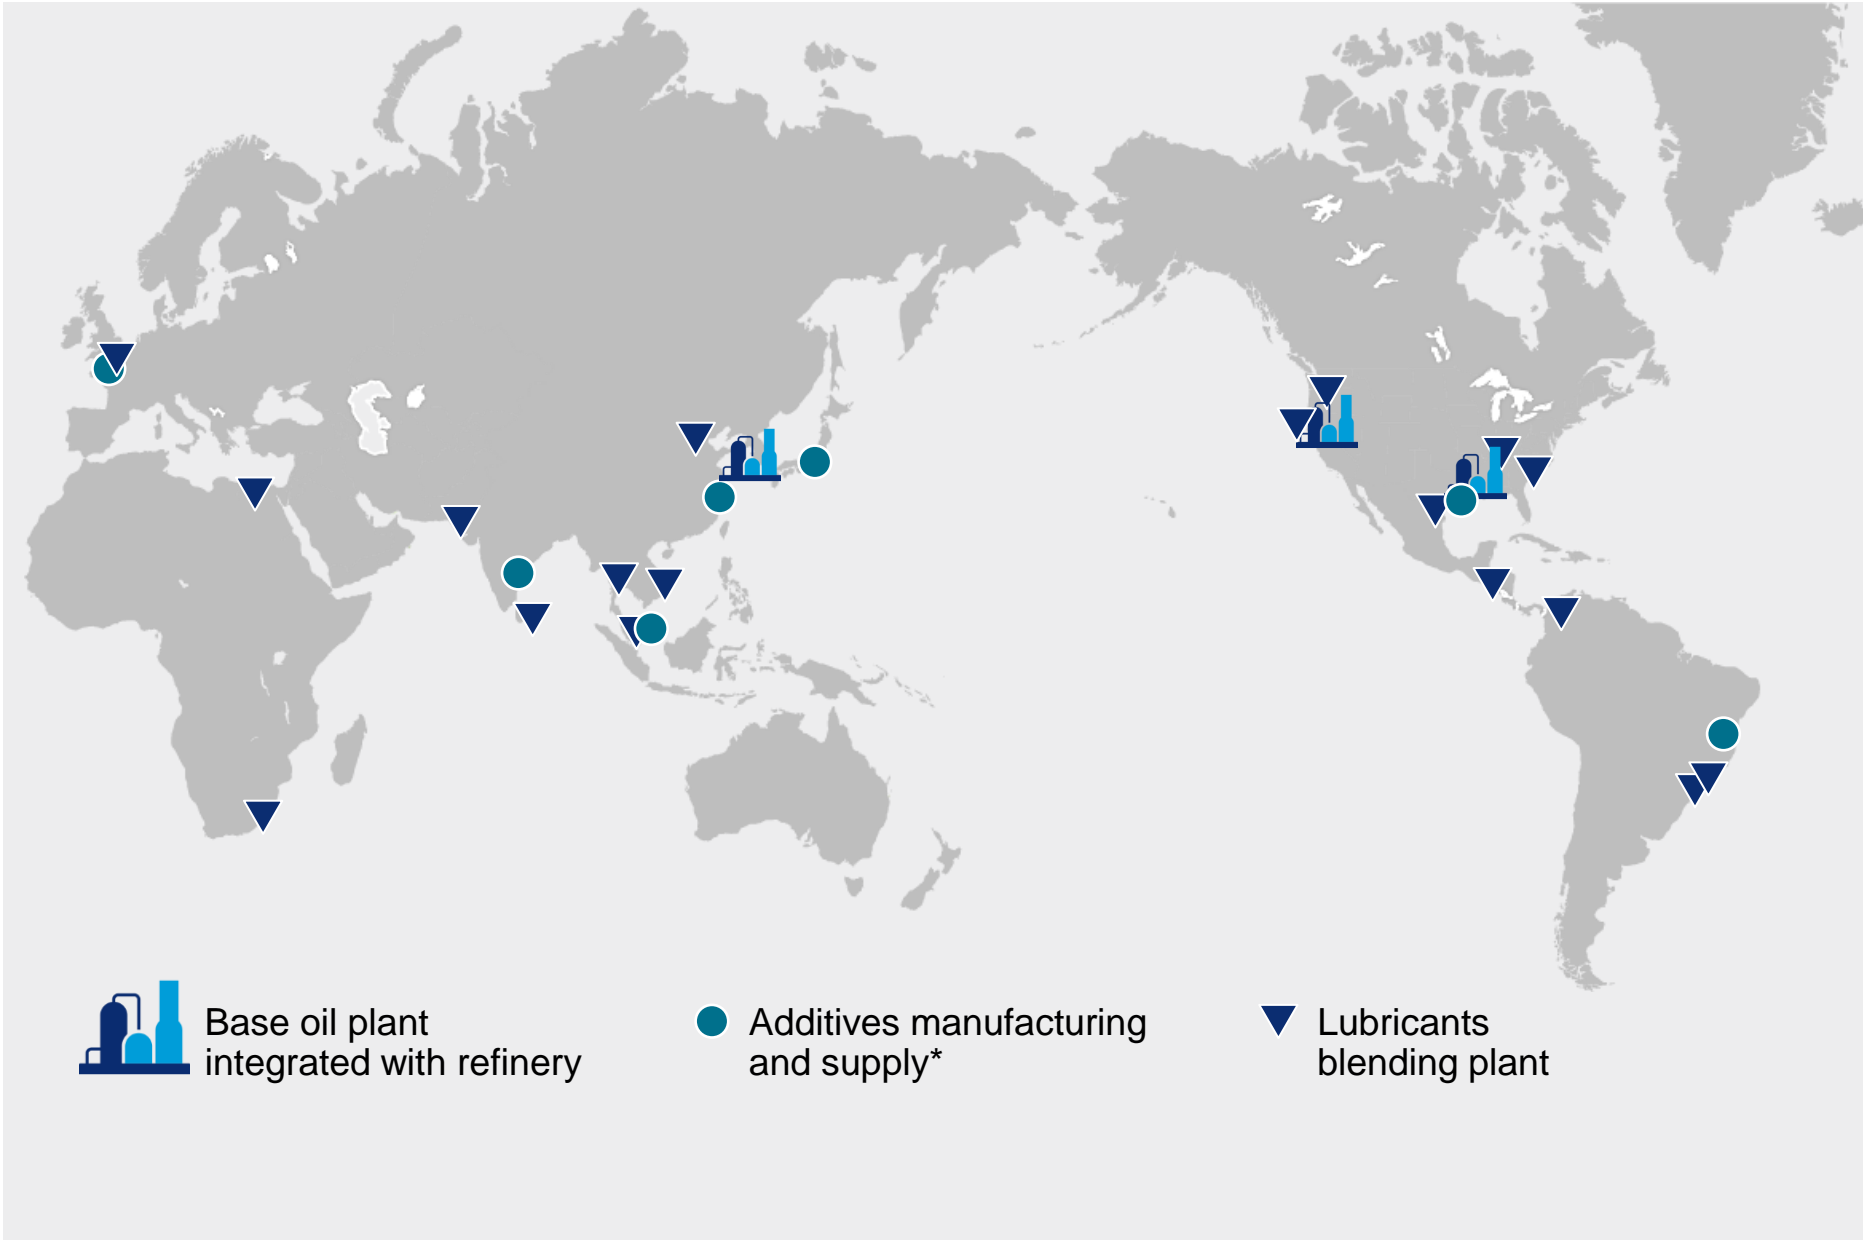 Base oil plant
integrated with refinery
Additives manufacturing
and supply*
Lubricants
blending plant